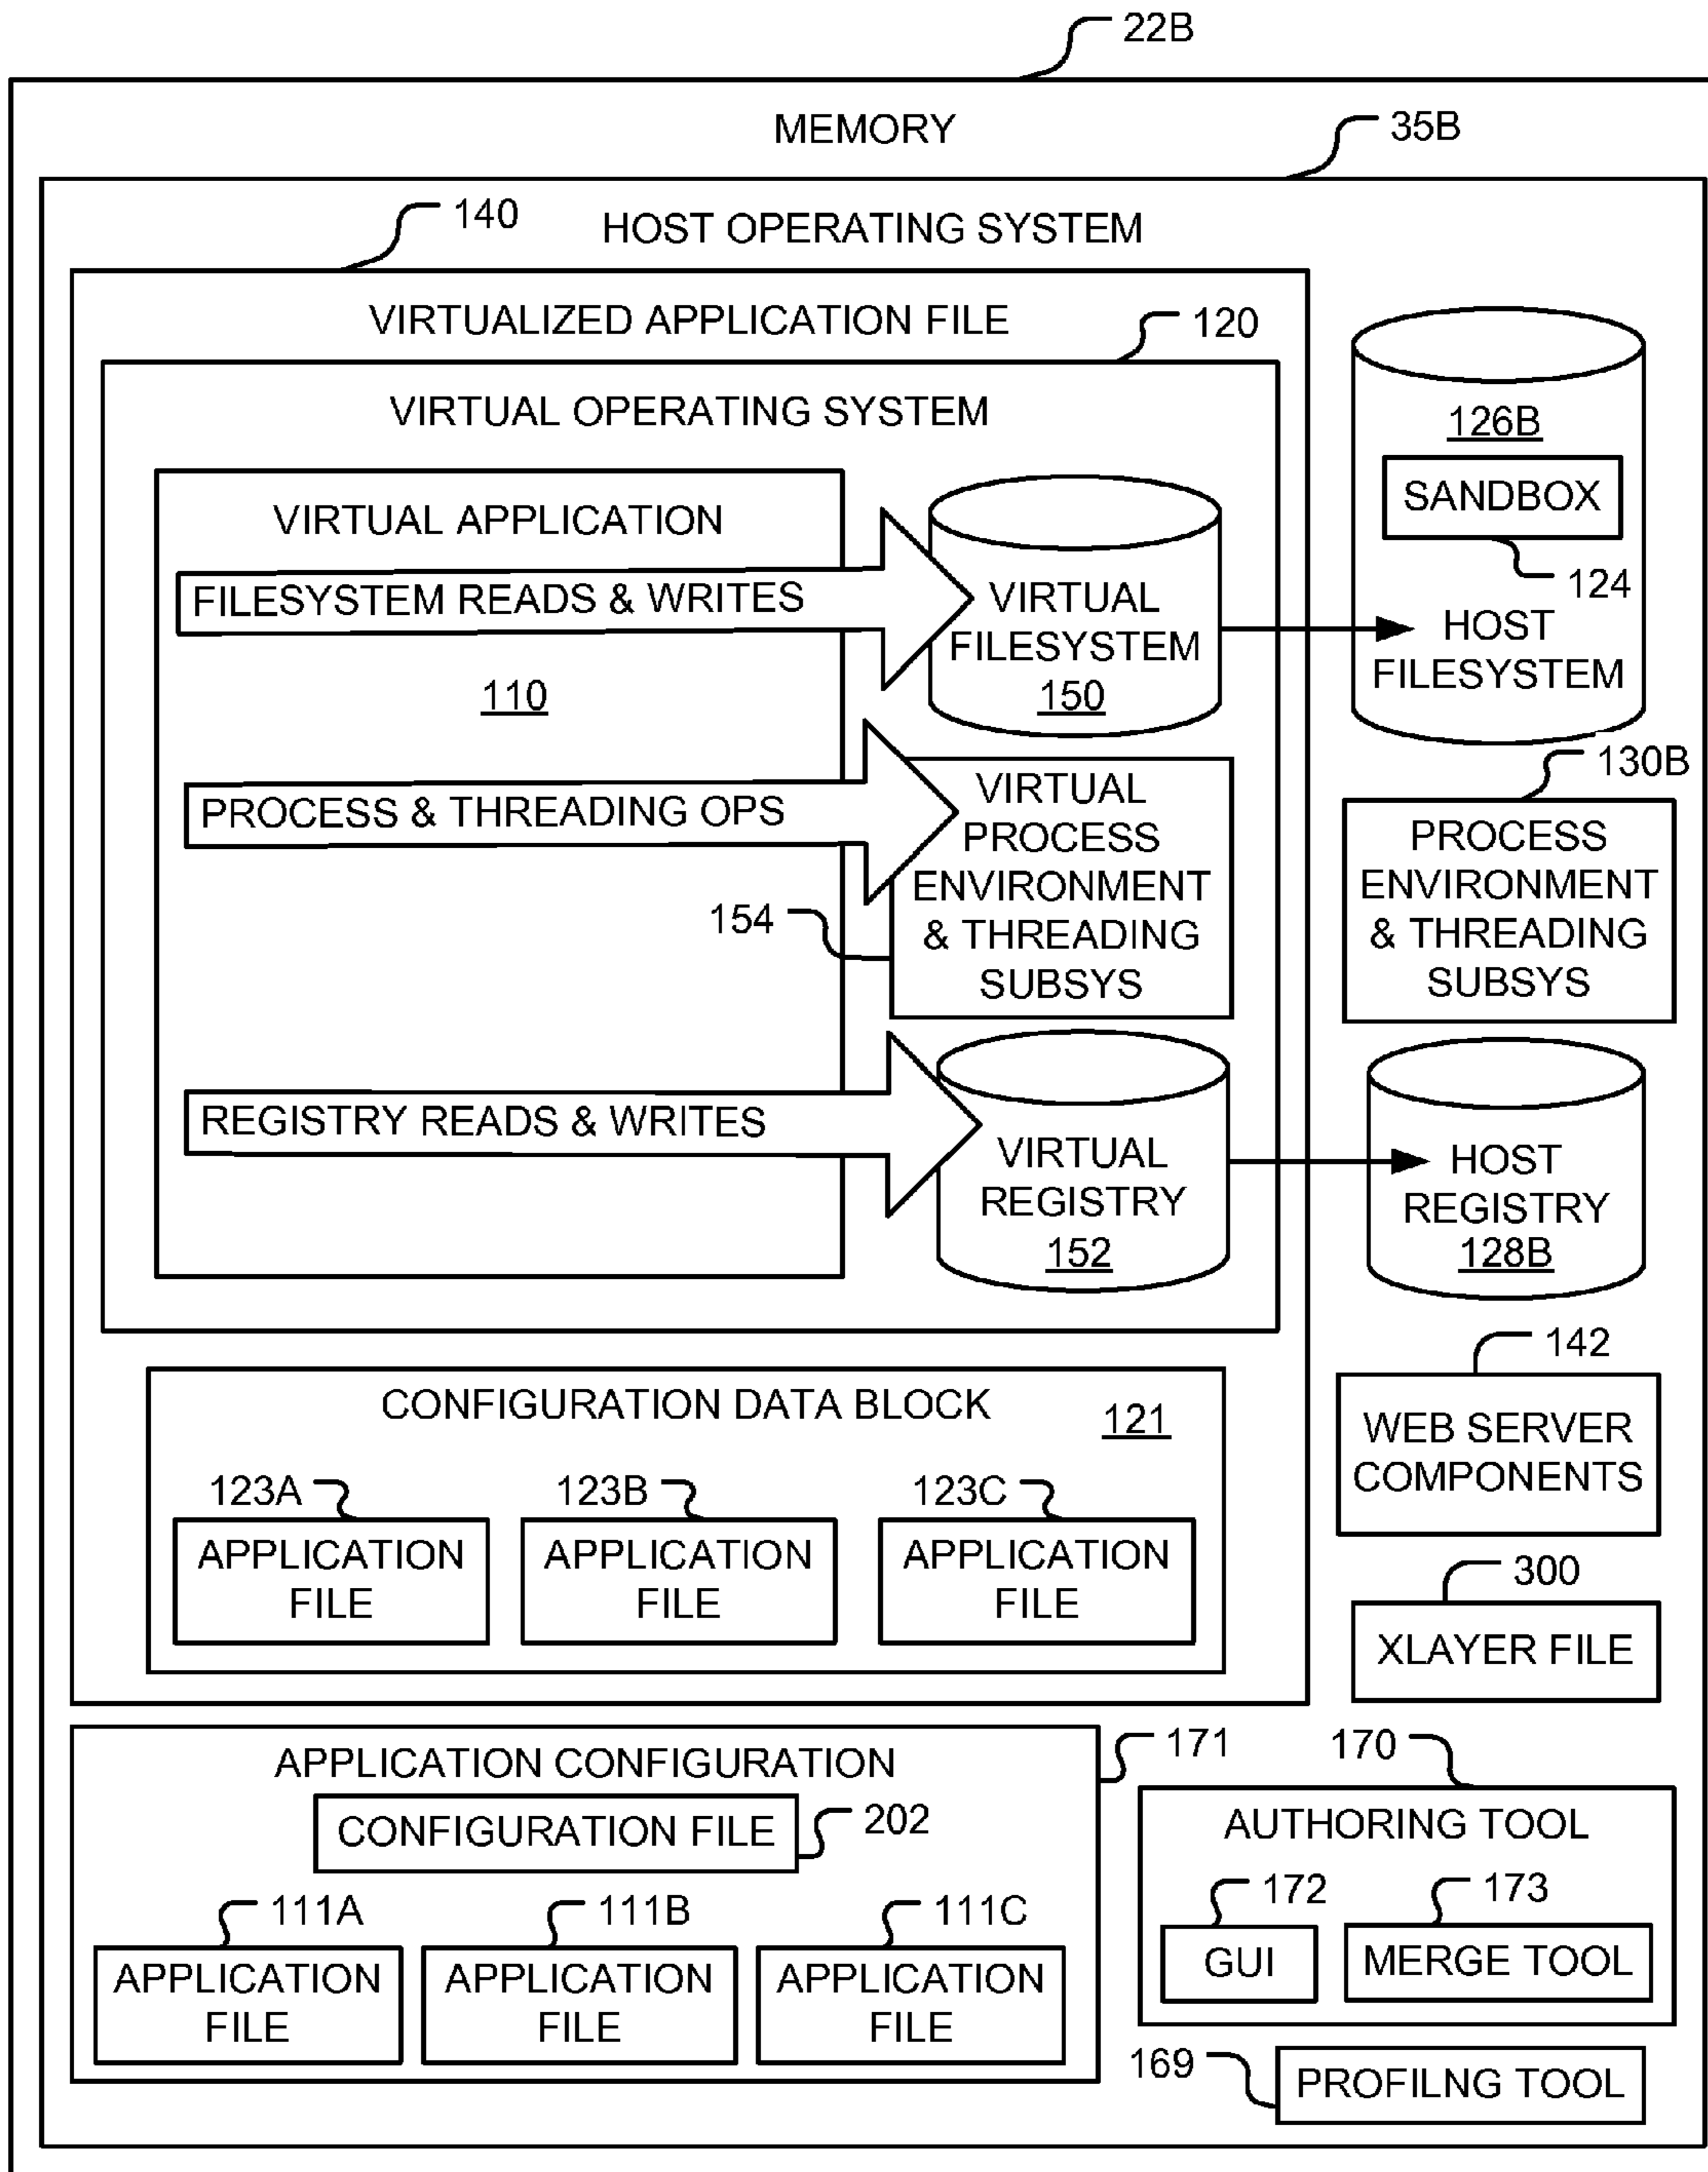 22B
MEMORY
35B
140
HOST OPERATING SYSTEM
VIRTUALIZED APPLICATION FILE
120
VIRTUAL OPERATING SYSTEM
126B
SANDBOX
124
HOST
FILESYSTEM
VIRTUAL APPLICATION
FILESYSTEM READS & WRITES
110
VIRTUAL
FILESYSTEM
150
PROCESS & THREADING OPS
154
VIRTUAL
PROCESS
ENVIRONMENT
& THREADING
SUBSYS
130B
PROCESS
ENVIRONMENT
& THREADING
SUBSYS
REGISTRY READS & WRITES
VIRTUAL
REGISTRY
152
HOST
REGISTRY
128B
142
WEB SERVER
COMPONENTS
CONFIGURATION DATA BLOCK
121
123A
APPLICATION
FILE
123B
APPLICATION
FILE
123C
APPLICATION
FILE
300
XLAYER FILE
APPLICATION CONFIGURATION
171
CONFIGURATION FILE
202
111A
APPLICATION
FILE
111B
APPLICATION
FILE
111C
APPLICATION
FILE
170
AUTHORING TOOL
172
GUI
173
MERGE TOOL
169
PROFILNG TOOL